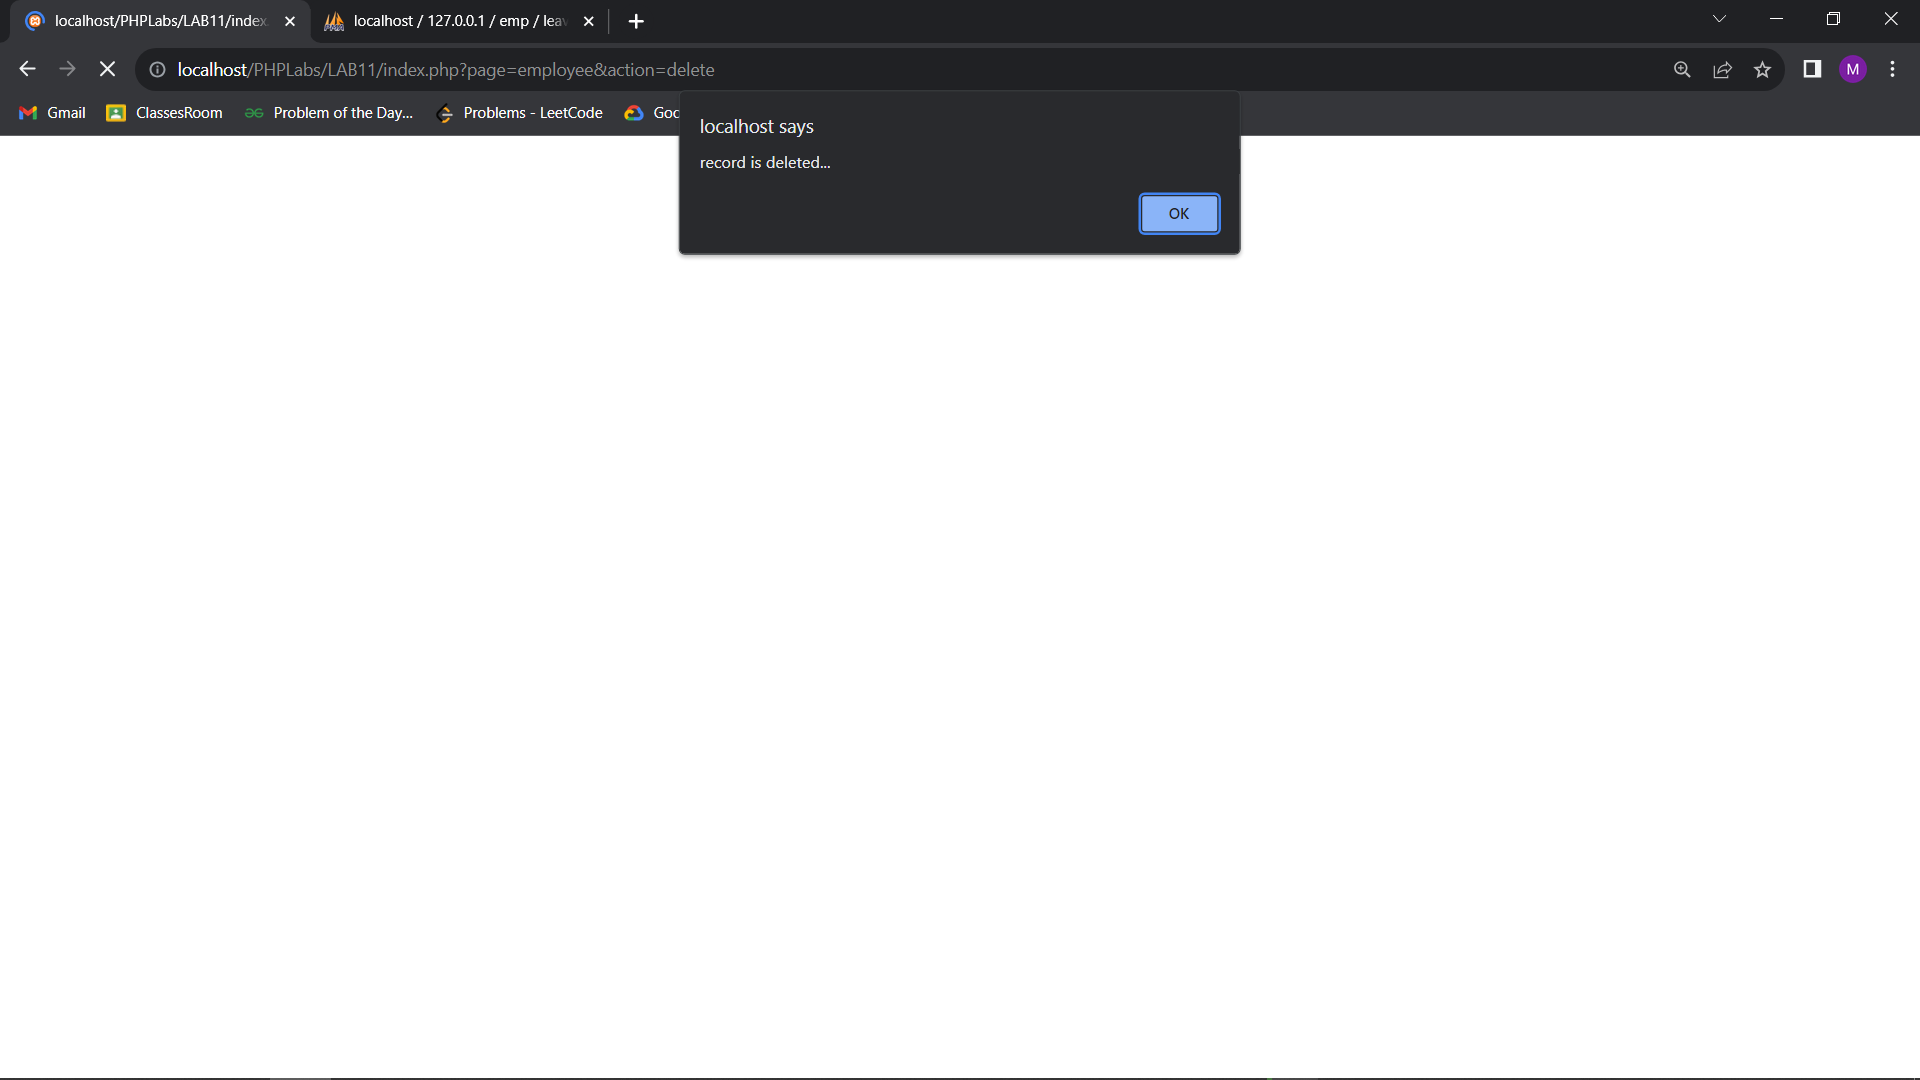 localhost/PHPLabs/LAB11/index.
localhost / 127.0.0.1 / emp / lea
localhost/PHPLabs/LAB11/index.php?page=employee&action=delete
M
Gmail
ClassesRoom
Problem of the Day...
Problems - LeetCode
Goo
localhost says
record is deleted...
OK